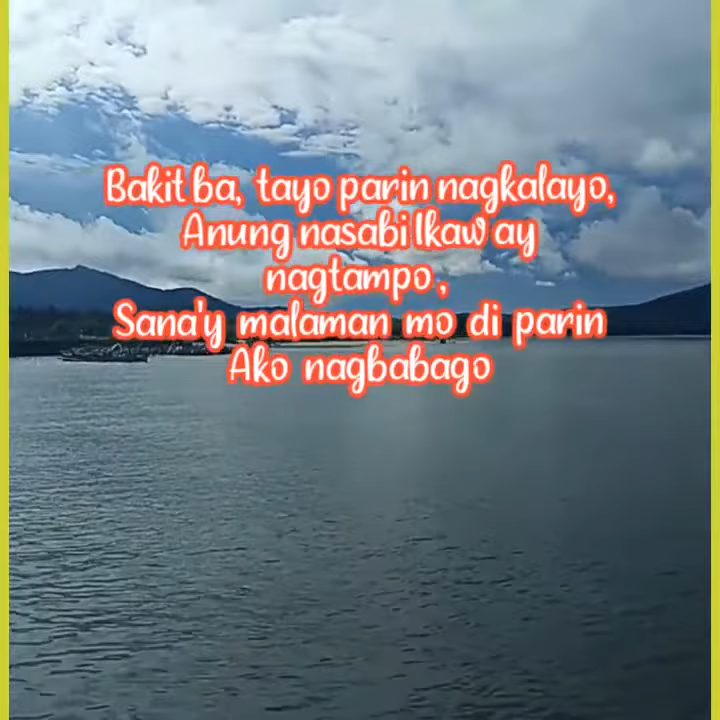 Bakit ba, tayo parin nagkalayo,
Anung nasabi Ikaw ay
nagtampo,
Sana'y malaman mo di parin
Ako nagbabago